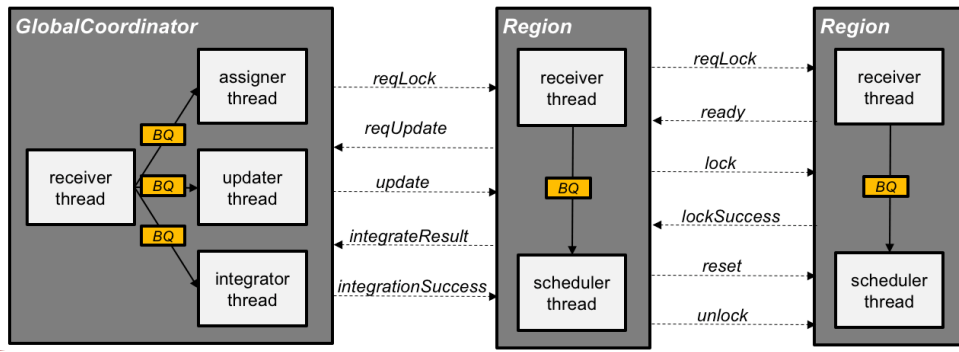 GlobalCoordinator
assigner
thread
BQ
receiver
thread
BQ
updater
thread
BQ
integrator
thread
reqLock
reqUpdate
update
integrateResult
integrationSuccess
Region
receiver
thread
BQ
scheduler
thread
reqLock
ready
lock
lockSuccess
reset
unlock
Region
receiver
thread
BQ
scheduler
thread